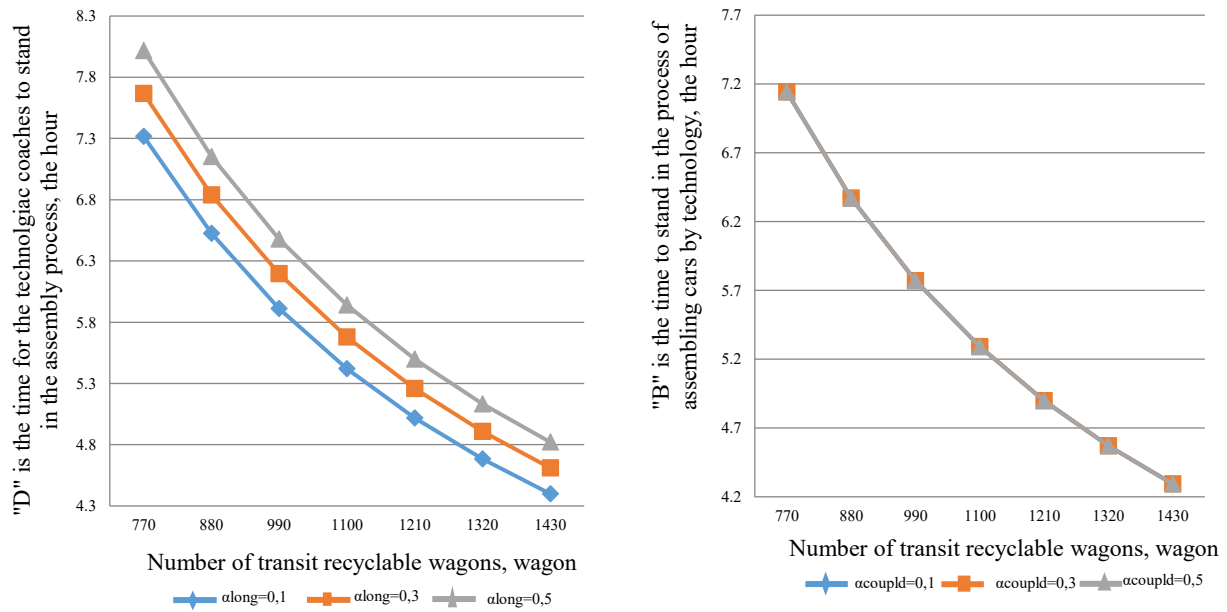 "D" is the time for the technolgiac coaches to stand
in the assembly process, the hour
8.3
7.8
7.3
6.8
6.3
5.8
5.3
4.8
4.3
770 880 990 1100 1210 1320 1430
Number of transit recyclable wagons, wagon
αlong=0,1 αlong=0,3 αlong=0,5
"B" is the time to stand in the process of
assembling cars by technology, the hour
7.7
7.2
6.7
6.2
5.7
5.2
4.7
4.2
770 880 990 1100 1210 1320 1430
Number of transit recyclable wagons, wagon
αcoupld=0,1 αcoupld=0,3 αcoupld=0,5